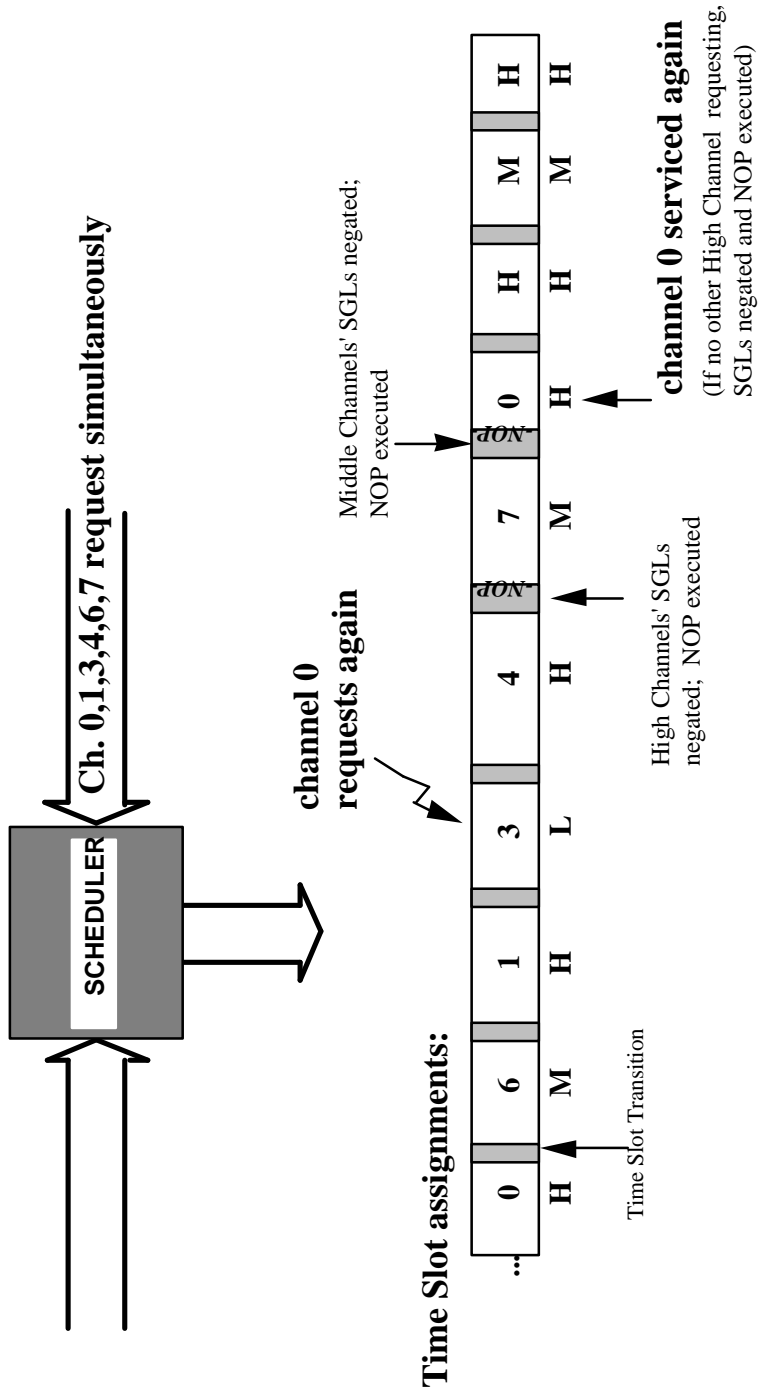 SCHEDULER
Ch. 0,1,3,4,6,7 request simultaneously
channel 0
requests again
Middle Channels' SGLs negated;
NOP executed
Time Slot assignments:
... 0 6 1 3 4 -NOP- 7 -NOP- 0 H M H
H M H L H M H H M H
Time Slot Transition
High Channels' SGLs
negated; NOP executed
channel 0 serviced again
(If no other High Channel requesting,
SGLs negated and NOP executed)